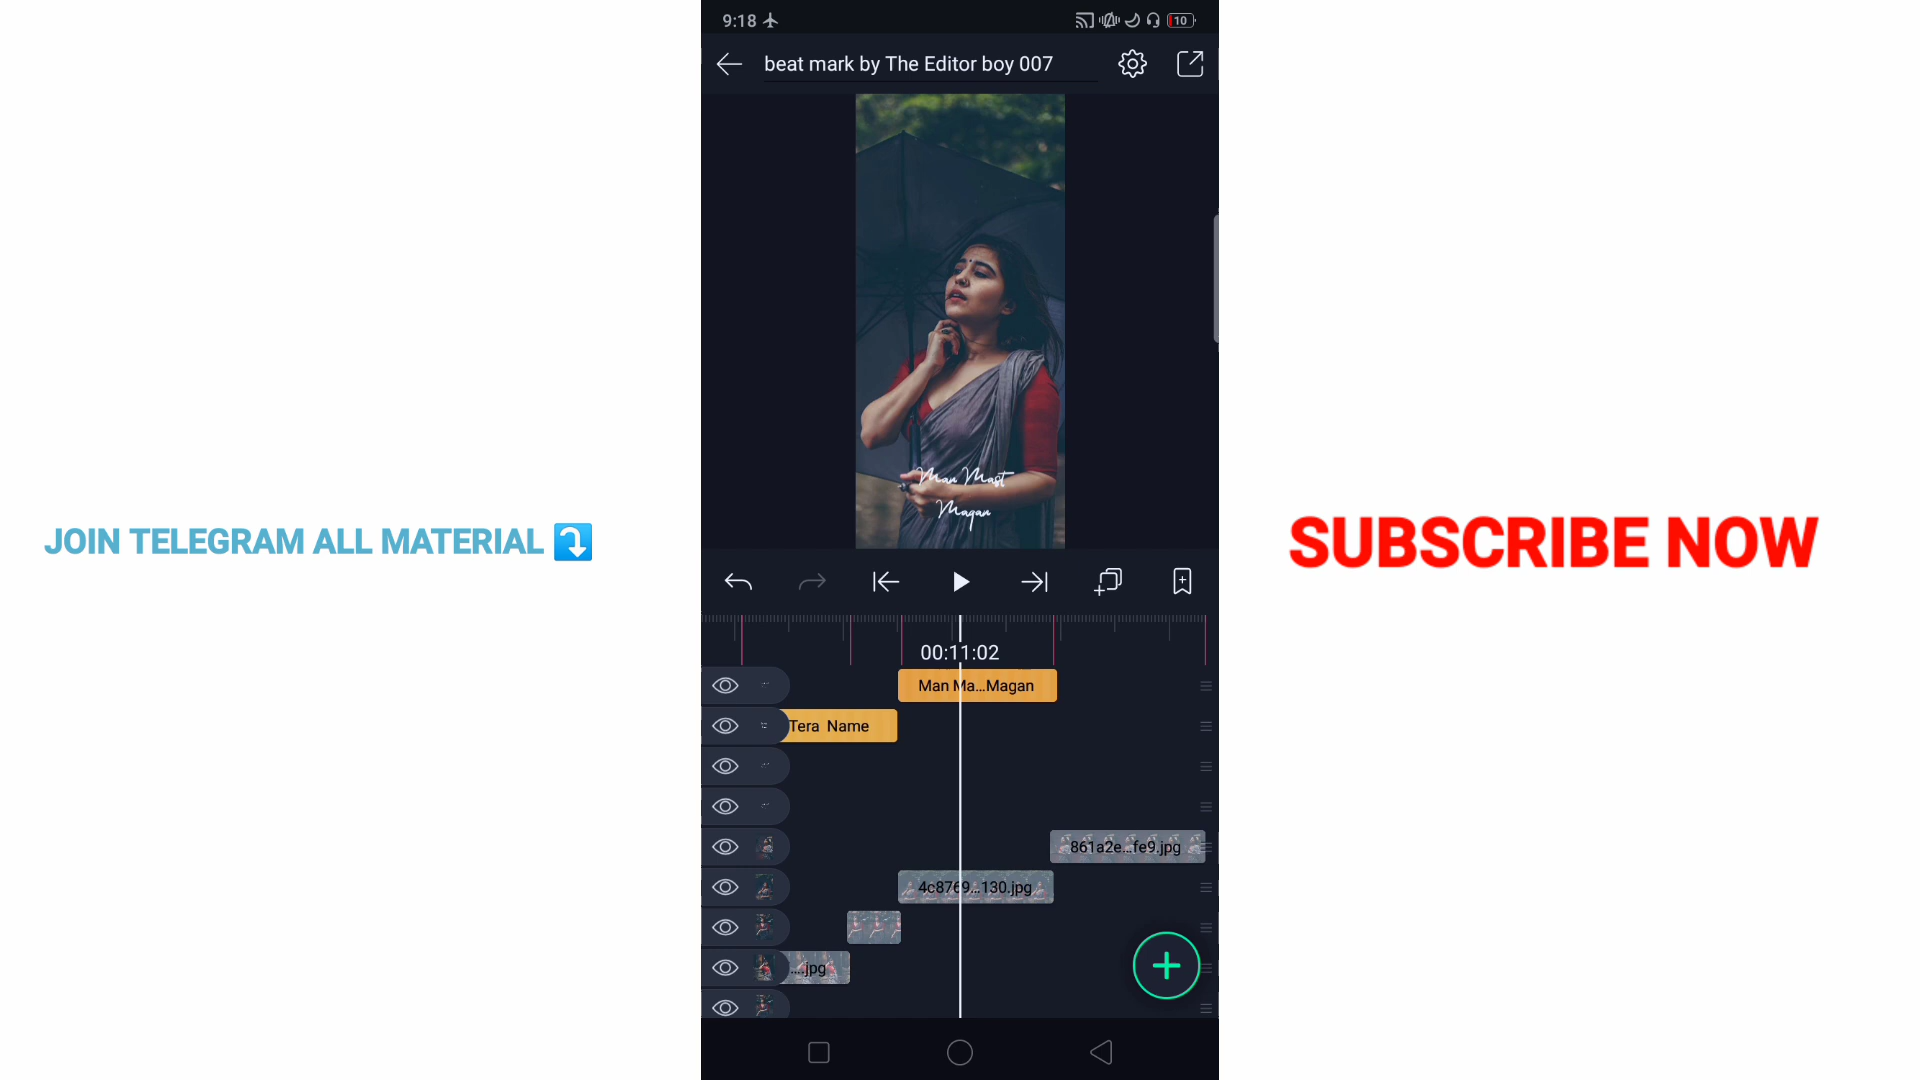 9:18
10
beat mark by The Editor boy 007
Man Mast
Magan
JOIN TELEGRAM ALL MATERIAL
SUBSCRIBE NOW
00:11:02
Man Ma...Magan
Tera Name
861a2e...fe9.jpg
4c8769...130.jpg
....jpg